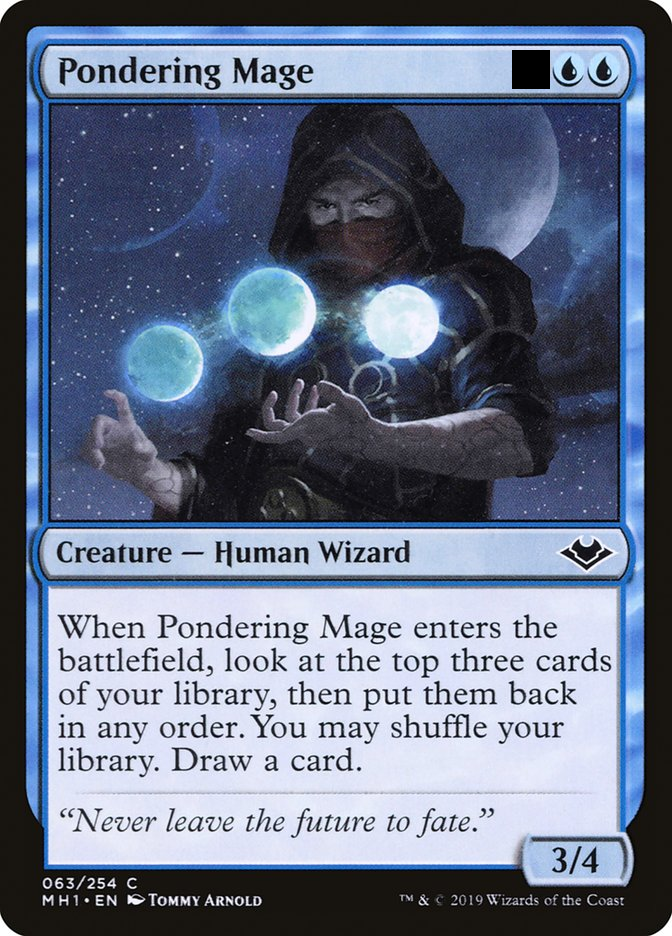 Pondering Mage
Creature — Human Wizard
When Pondering Mage enters the
battlefield, look at the top three cards
of your library, then put them back
in any order. You may shuffle your
library. Draw a card.
“Never leave the future to fate.”
3/4
063/254 C
MH1 • EN Tommy Arnold
™ & © 2019 Wizards of the Coast